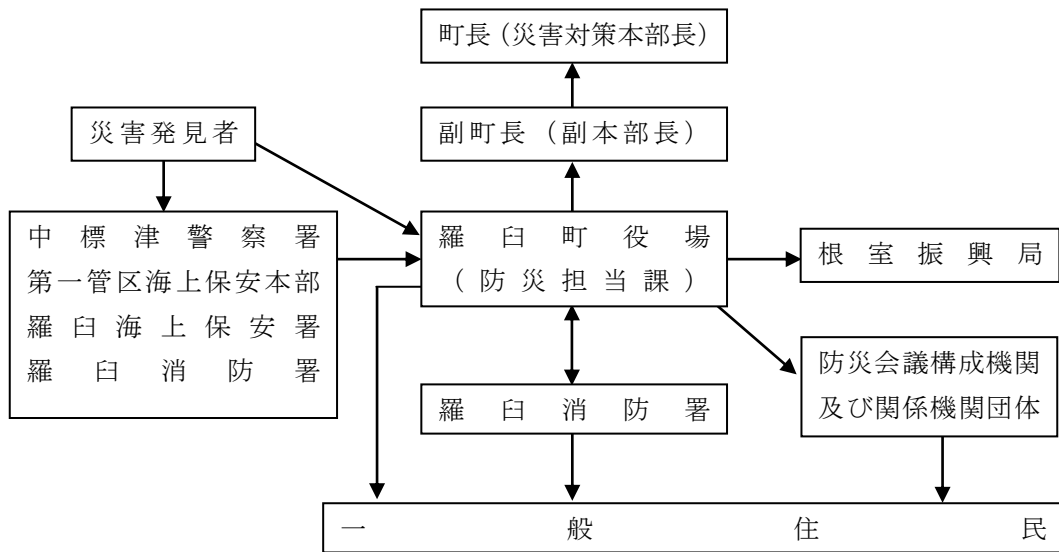 町長（災害対策本部長）
災害発見者
副町長（副本部長）
中標津警察署
第一管区海上保安本部
羅臼海上保安署
羅臼消防署
羅臼町役場
（防災担当課）
根室振興局
羅臼消防署
防災会議構成機関
及び関係機関団体
一般住民